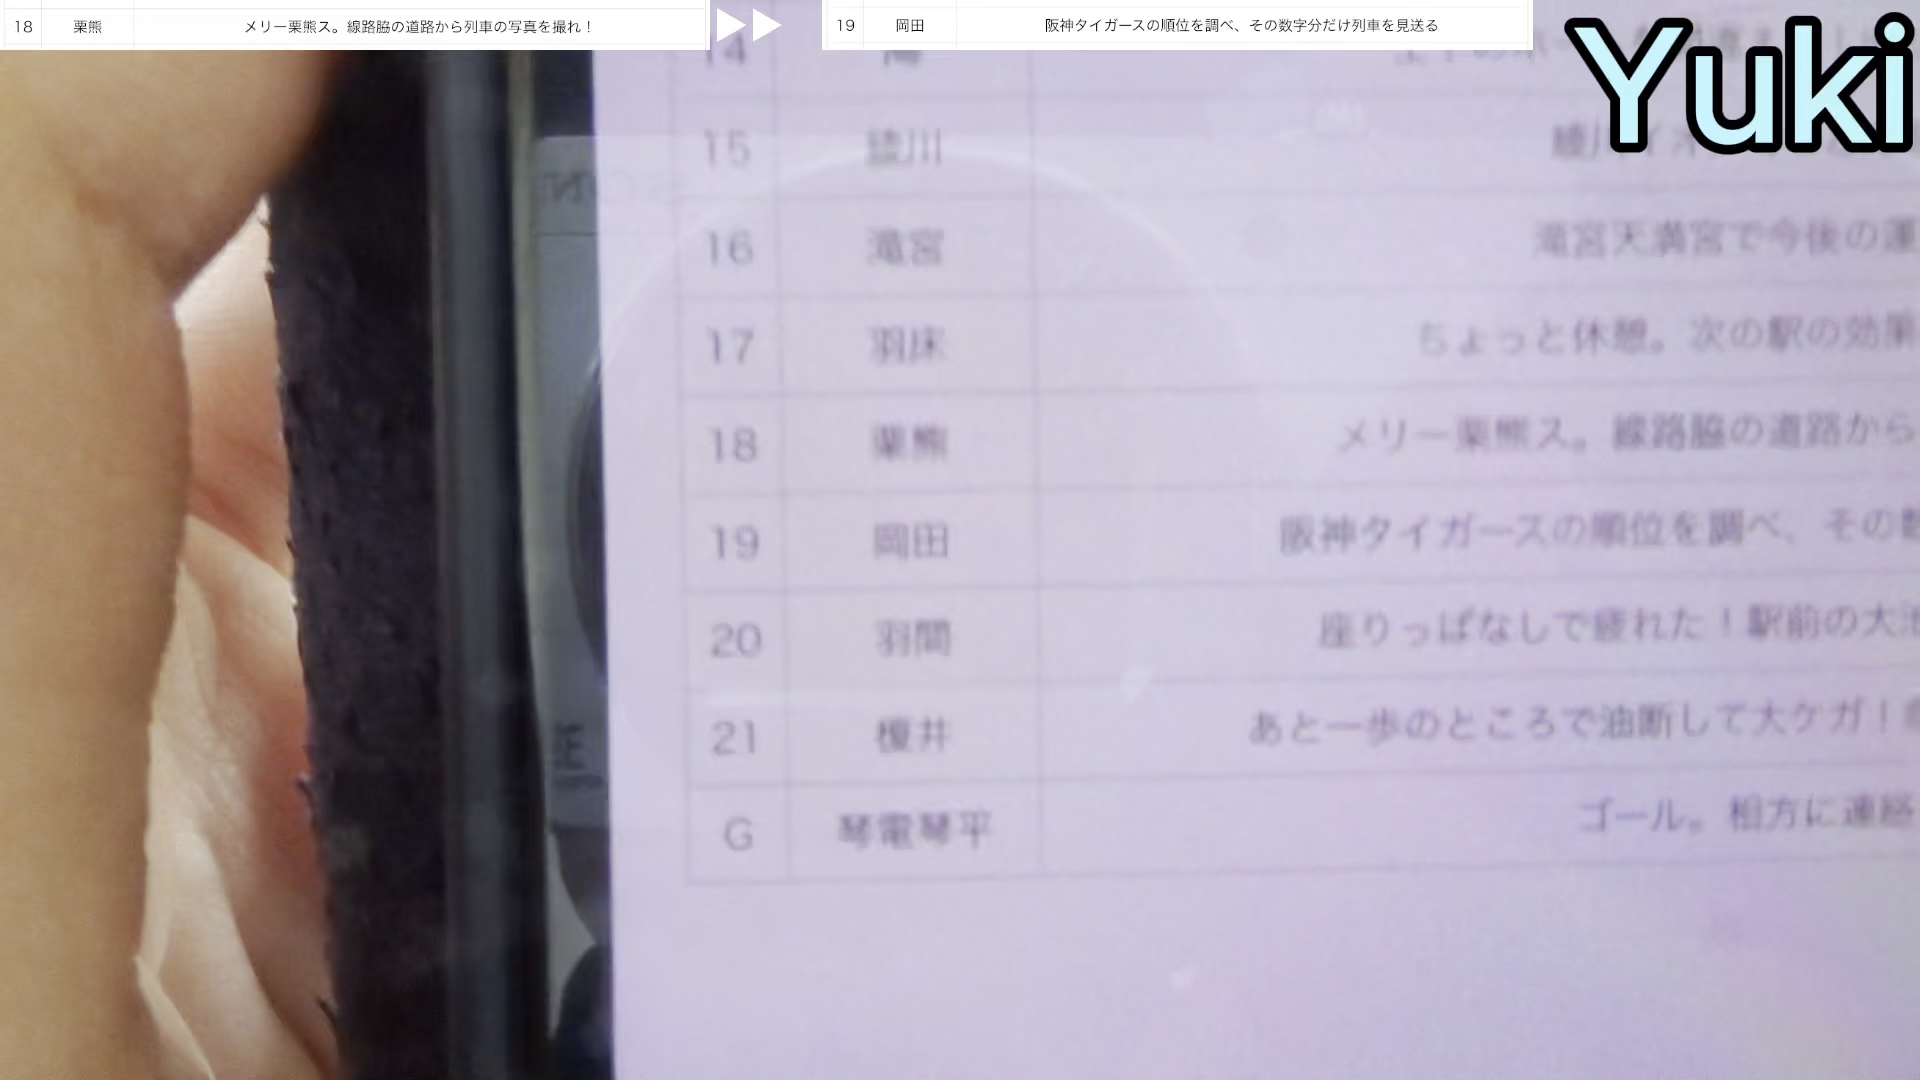 18 栗熊 メリー栗熊ス。線路脇の道路から列車の写真を撮れ！
19 岡田 阪神タイガースの順位を調べ、その数字分だけ列車を見送る
Yuki
14 滝
15 綾川 綾川イオ
16 滝宮 滝宮天満宮で今後の運
17 羽床 ちょっと休憩。次の駅の効果
18 栗熊 メリー栗熊ス。線路脇の道路から
19 岡田 阪神タイガースの順位を調べ、その数
20 羽間 座りっぱなしで疲れた！駅前の大池
21 榎井 あと一歩のところで油断して大ケガ！
G 琴電琴平 ゴール。相方に連絡